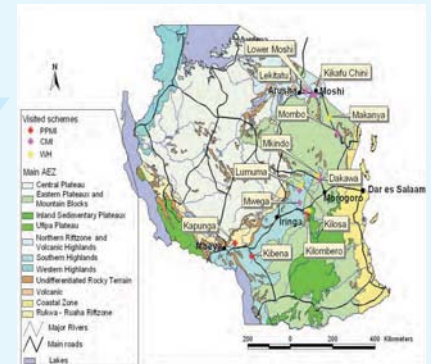 Lower Moshi
Lekitatu
Kikafu Chini
Arusha
Moshi
N
Mombo
Makanya
Visited schemes
PPMI
CMI
WH
Mkindo
Lumuma
Dakawa
Dar es Salaam
Morogoro
Mwega
Main AEZ
Central Plateau
Eastern Plateaus and
Mountain Blocks
Inland Sedimentary Plateaus
Ufipa Plateau
Northern Riftzone and
Volcanic Highlands
Southern Highlands
Western Highlands
Undifferentiated Rocky Terrain
Volcanic
Coastal Zone
Rukwa - Ruaha Riftzone
Major Rivers
Main roads
Lakes
Kapunga
Iringa
Kilosa
Mbeya
Kibena
Kilombero
200 0 200 400 Kilometers